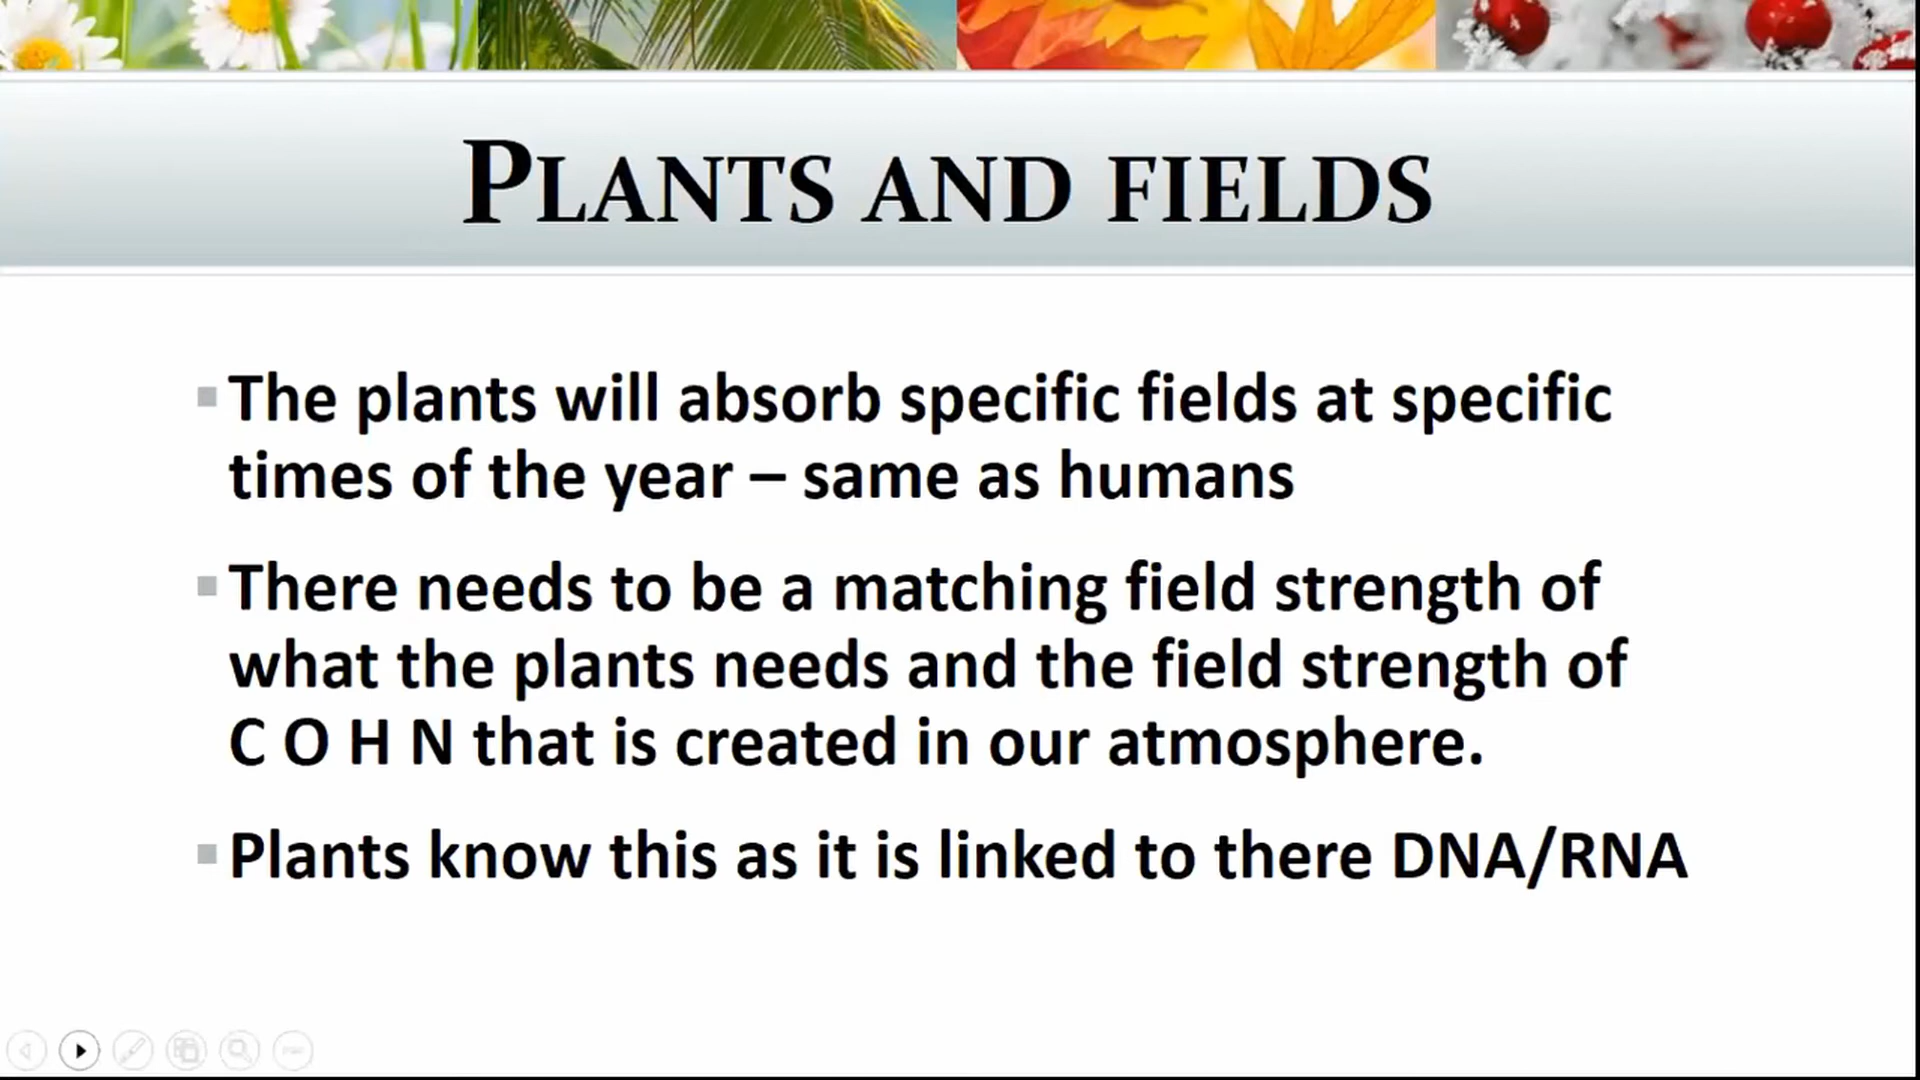 PLANTS AND FIELDS
The plants will absorb specific fields at specific
times of the year – same as humans
There needs to be a matching field strength of
what the plants needs and the field strength of
C O H N that is created in our atmosphere.
Plants know this as it is linked to there DNA/RNA